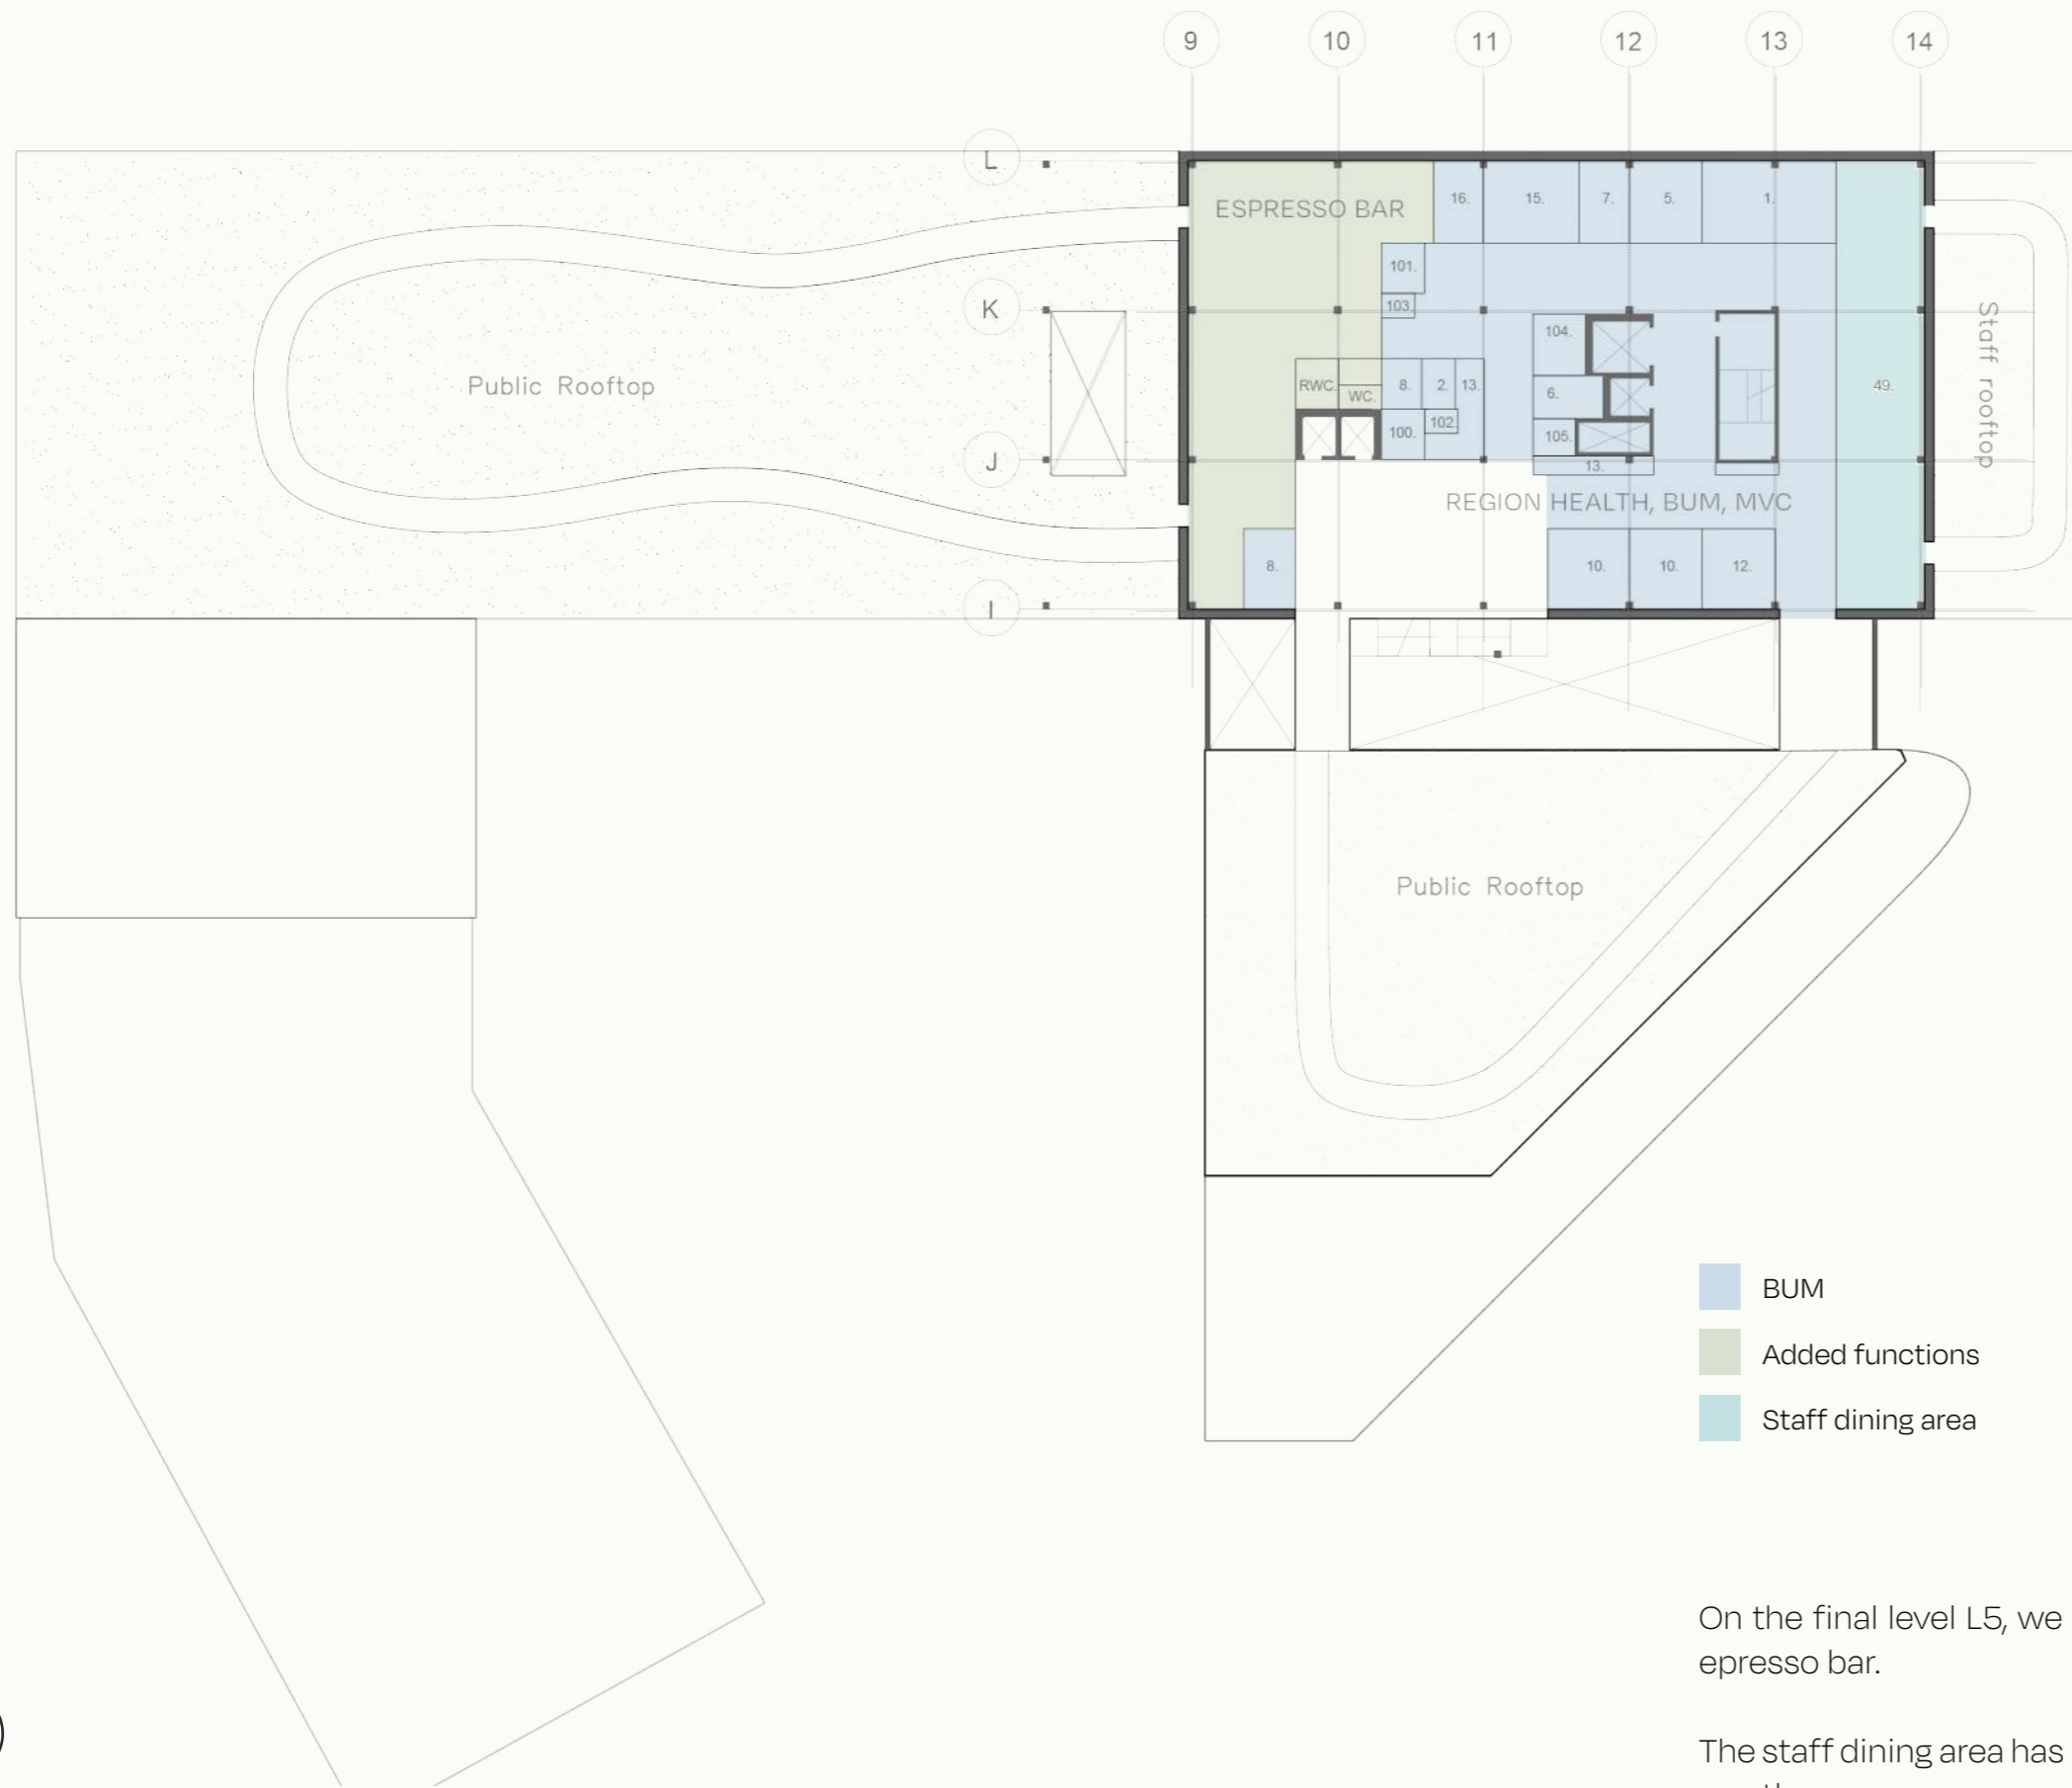 9
10
11
12
13
14
L
K
J
I
ESPRESSO BAR
16.
15.
7.
5.
1.
101.
103.
104.
RWC.
WC.
8.
2.
13.
6.
49.
100.
102.
105.
13.
REGION HEALTH, BUM, MVC
8.
10.
10.
12.
Public Rooftop
Staff rooftop
Public Rooftop
BUM
Added functions
Staff dining area
On the final level L5, we
epresso bar.
The staff dining area has